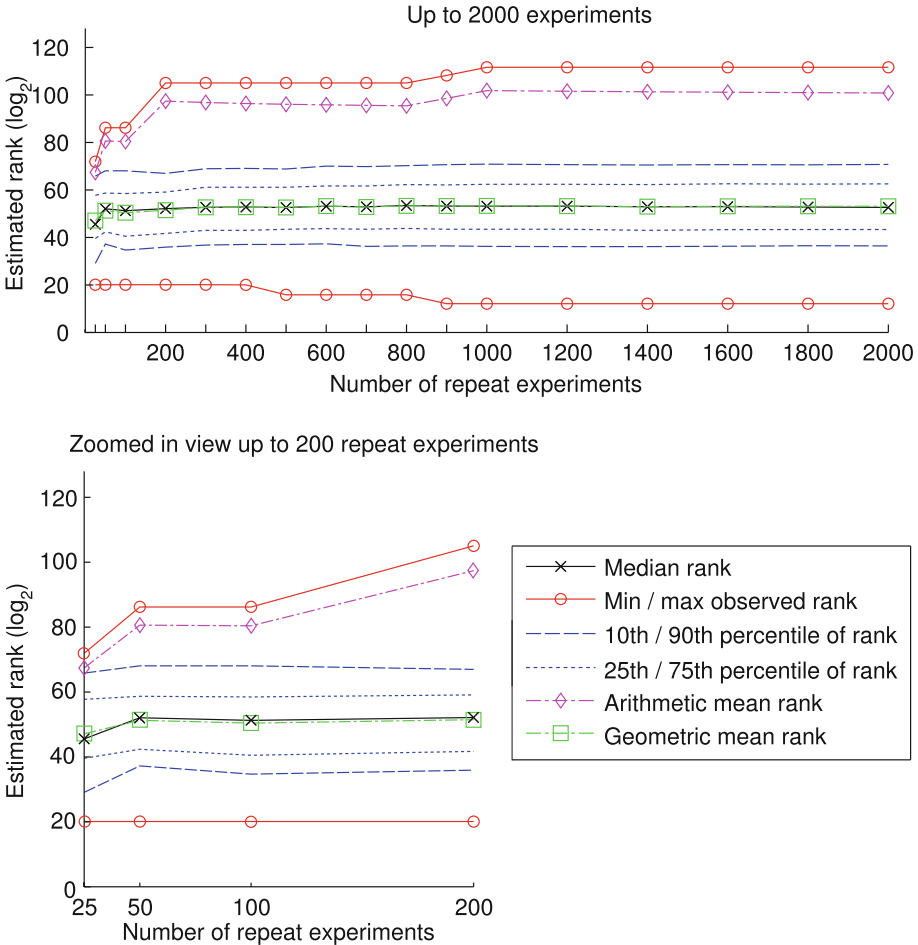 Up to 2000 experiments
Estimated rank (log2)
120
100
80
60
40
20
0
200 400 600 800 1000 1200 1400 1600 1800 2000
Number of repeat experiments
Zoomed in view up to 200 repeat experiments
Estimated rank (log2)
120
100
80
60
40
20
0
25 50 100 200
Number of repeat experiments
Median rank
Min / max observed rank
10th / 90th percentile of rank
25th / 75th percentile of rank
Arithmetic mean rank
Geometric mean rank